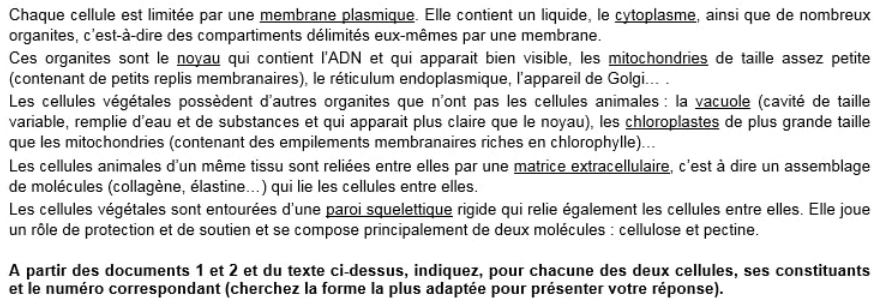 Chaque cellule est limitée par une membrane plasmique. Elle contient un liquide, le cytoplasme, ainsi que de nombreux
organites, c'est-à-dire des compartiments délimités eux-mêmes par une membrane.
Ces organites sont le noyau qui contient l'ADN et qui apparait bien visible, les mitochondries de taille assez petite
(contenant de petits replis membranaires), le réticulum endoplasmique, l'appareil de Golgi... .
Les cellules végétales possèdent d'autres organites que n'ont pas les cellules animales : la vacuole (cavité de taille
variable, remplie d'eau et de substances et qui apparait plus claire que le noyau), les chloroplastes de plus grande taille
que les mitochondries (contenant des empilements membranaires riches en chlorophylle)...
Les cellules animales d'un même tissu sont reliées entre elles par une matrice extracellulaire, c'est à dire un assemblage
de molécules (collagène, élastine...) qui lie les cellules entre elles.
Les cellules végétales sont entourées d'une paroi squelettique rigide qui relie également les cellules entre elles. Elle joue
un rôle de protection et de soutien et se compose principalement de deux molécules : cellulose et pectine.
A partir des documents 1 et 2 et du texte ci-dessus, indiquez, pour chacune des deux cellules, ses constituants
et le numéro correspondant (cherchez la forme la plus adaptée pour présenter votre réponse).